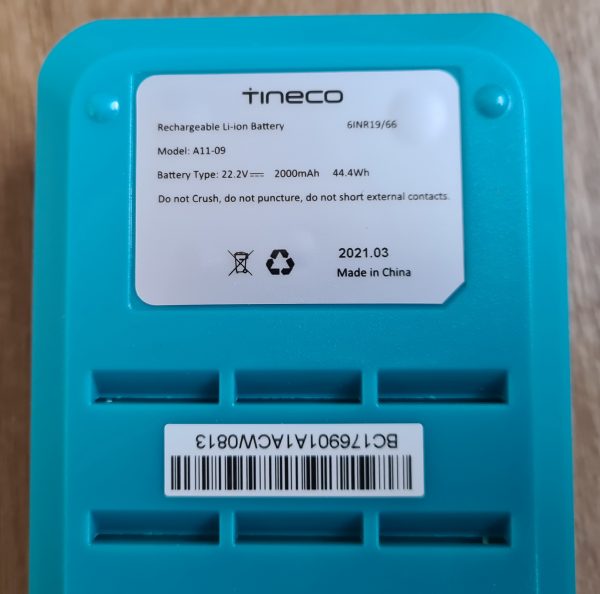 TINECO
Rechargeable Li-ion Battery 6INR19/66
Model: A11-09
Battery Type: 22.2V⎓ 2000mAh 44.4Wh
Do not Crush, do not puncture, do not short external contacts.
2021.03
Made in China
BC176901A1ACW0813